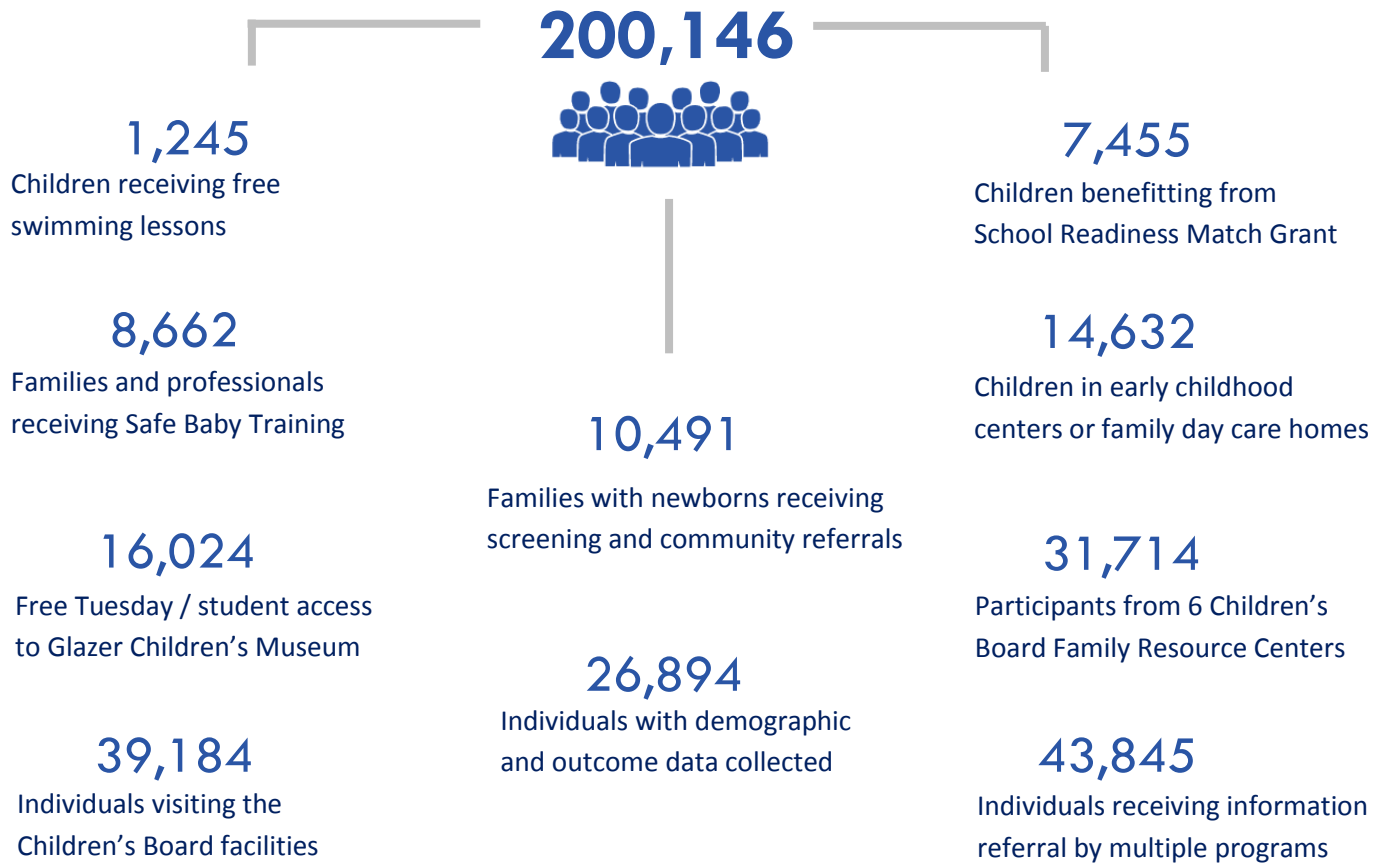 200,146
1,245
Children receiving free
swimming lessons
8,662
Families and professionals
receiving Safe Baby Training
16,024
Free Tuesday / student access
to Glazer Children’s Museum
39,184
Individuals visiting the
Children’s Board facilities
10,491
Families with newborns receiving
screening and community referrals
26,894
Individuals with demographic
and outcome data collected
7,455
Children benefitting from
School Readiness Match Grant
14,632
Children in early childhood
centers or family day care homes
31,714
Participants from 6 Children’s
Board Family Resource Centers
43,845
Individuals receiving information
referral by multiple programs